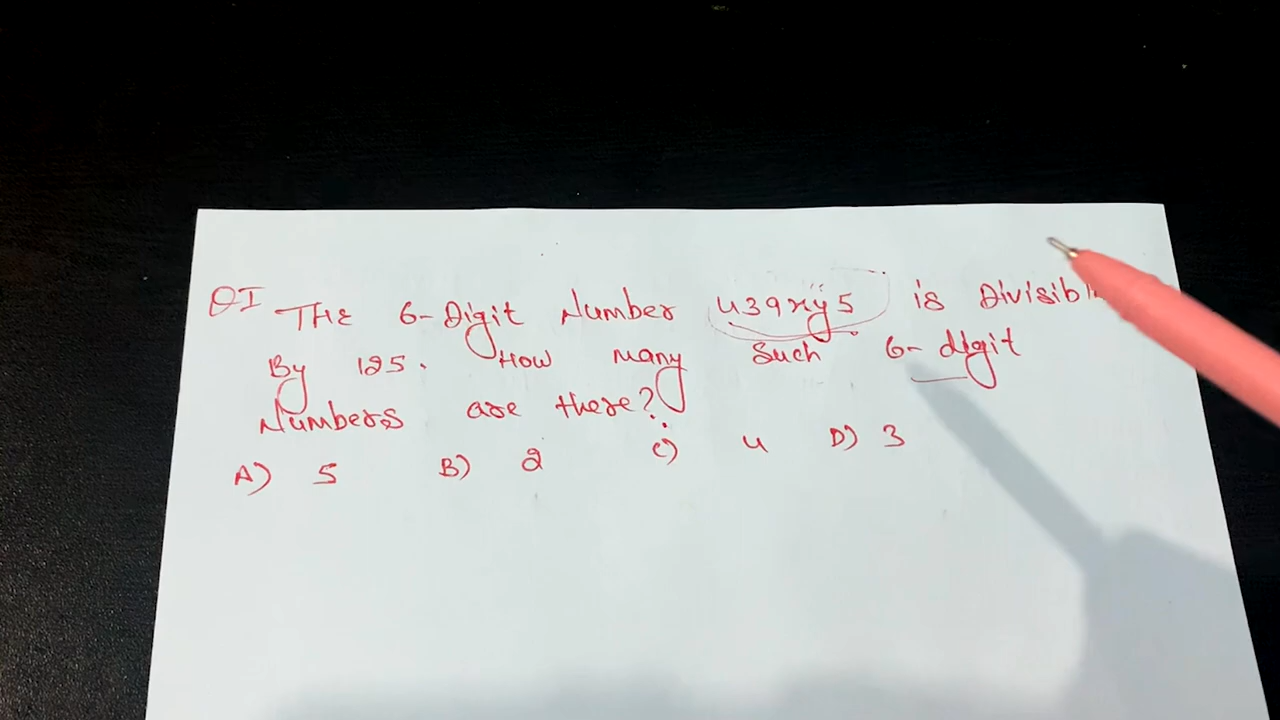 Q1 The 6-Digit Number 439xy5 is Divisible
By 125. How many Such 6-digit
Numbers are there?
A) 5 B) 2 C) 4 D) 3